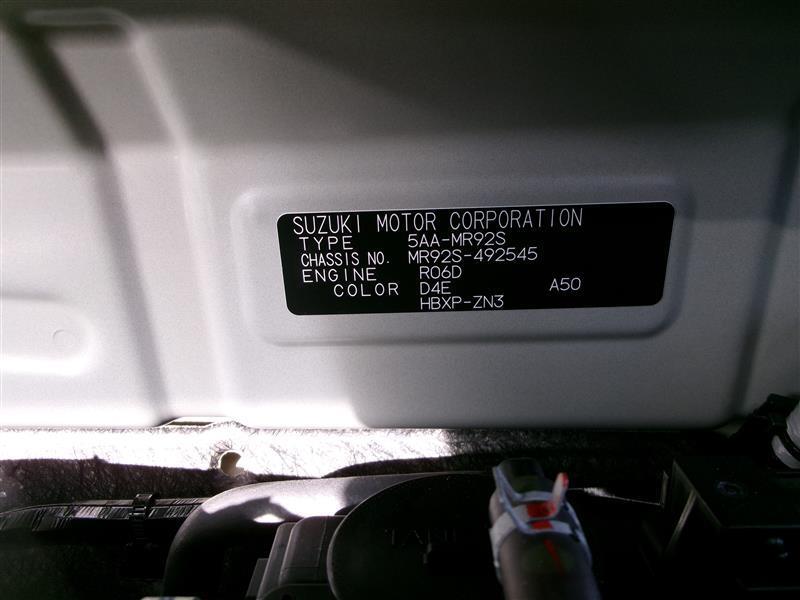 SUZUKI MOTOR CORPORATION
TYPE 5AA-MR92S
CHASSIS NO. MR92S-492545
ENGINE R06D
COLOR D4E A50
HBXP-ZN3